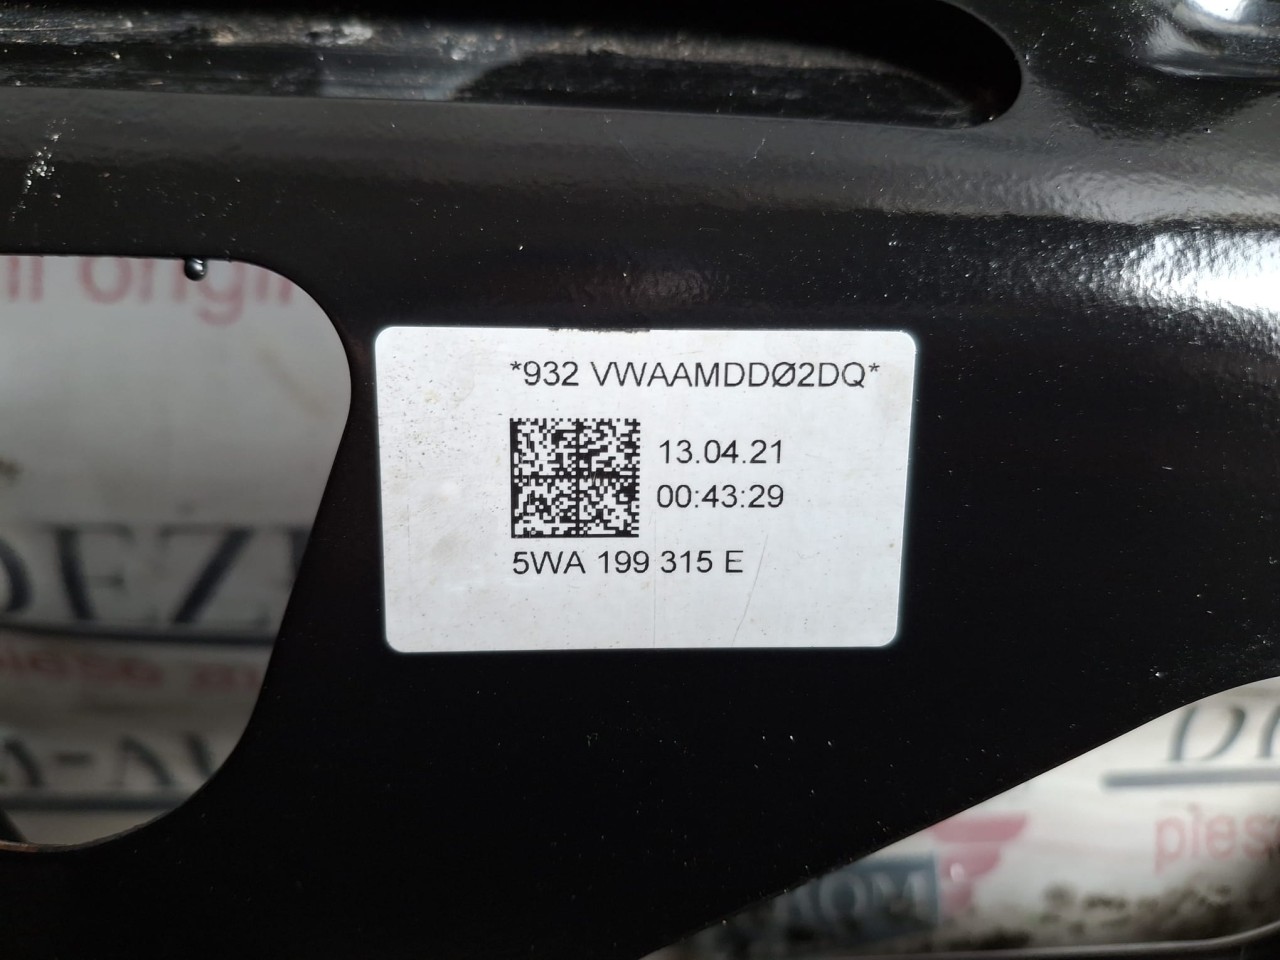 *932 VWAAMDDØ2DQ*
13.04.21
00:43:29
5WA 199 315 E